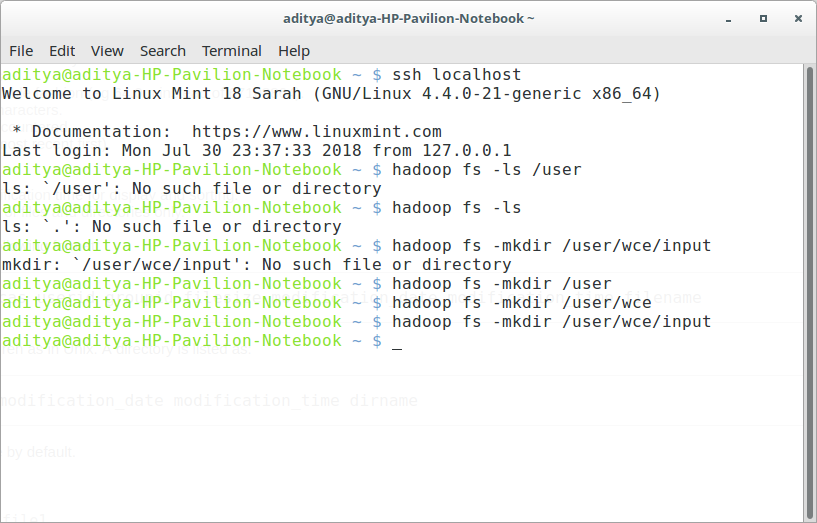 aditya@aditya-HP-Pavilion-Notebook ~
File Edit View Search Terminal Help
aditya@aditya-HP-Pavilion-Notebook ~ $ ssh localhost
Welcome to Linux Mint 18 Sarah (GNU/Linux 4.4.0-21-generic x86_64)
* Documentation:  https://www.linuxmint.com
Last login: Mon Jul 30 23:37:33 2018 from 127.0.0.1
aditya@aditya-HP-Pavilion-Notebook ~ $ hadoop fs -ls /user
ls: `/user': No such file or directory
aditya@aditya-HP-Pavilion-Notebook ~ $ hadoop fs -ls
ls: `.': No such file or directory
aditya@aditya-HP-Pavilion-Notebook ~ $ hadoop fs -mkdir /user/wce/input
mkdir: `/user/wce/input': No such file or directory
aditya@aditya-HP-Pavilion-Notebook ~ $ hadoop fs -mkdir /user
aditya@aditya-HP-Pavilion-Notebook ~ $ hadoop fs -mkdir /user/wce
filename
aditya@aditya-HP-Pavilion-Notebook ~ $ hadoop fs -mkdir /user/wce/input
aditya@aditya-HP-Pavilion-Notebook ~ $ _
modification_date modification_time dirname
by default